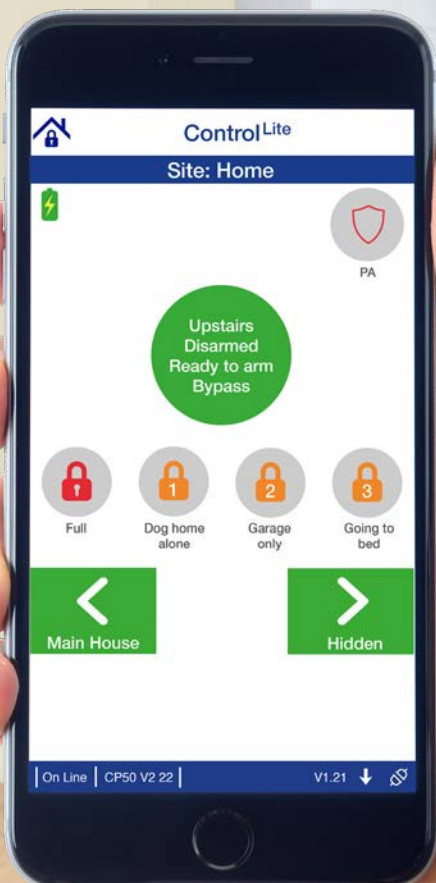 Control Lite
Site: Home
PA
Upstairs
Disarmed
Ready to arm
Bypass
1
2
3
Full
Dog home
alone
Garage
only
Going to
bed
Main House
Hidden
On Line | CP50 V2 22 |
V1.21